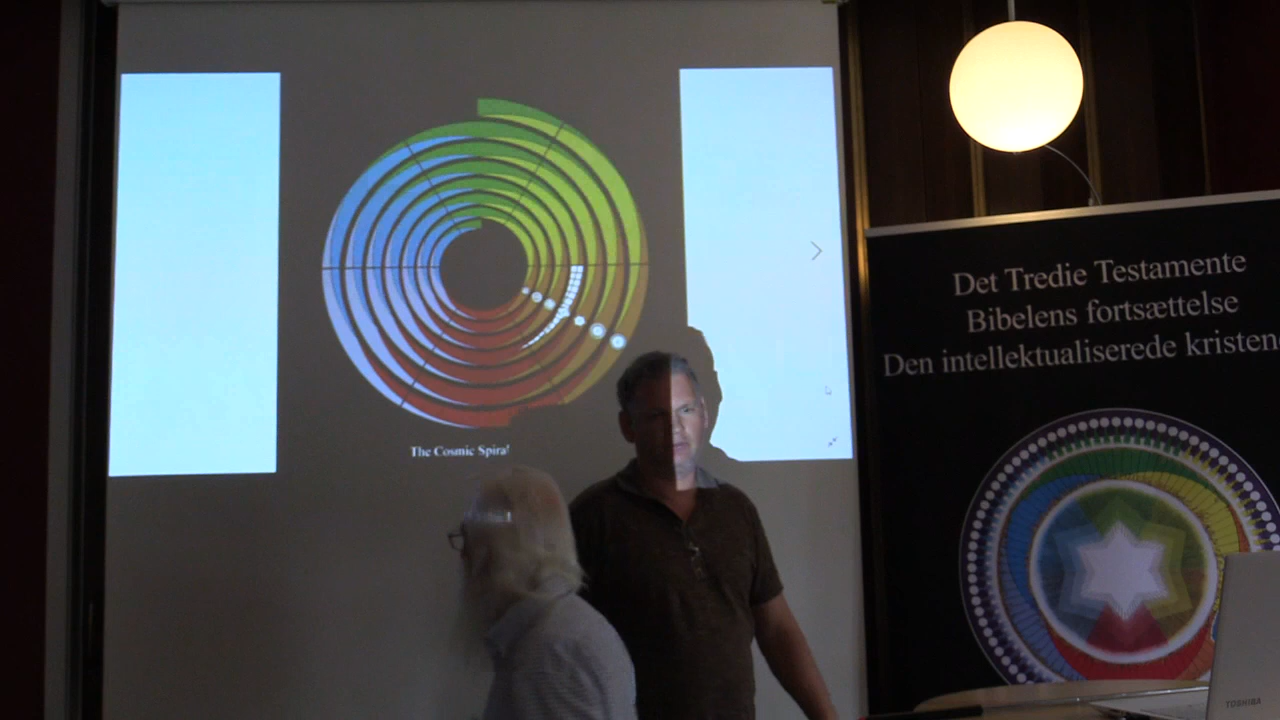 The Cosmic Spiral
Det Tredie Testamente
Bibelens fortsættelse
Den intellektualiserede kristen
TOSHIBA